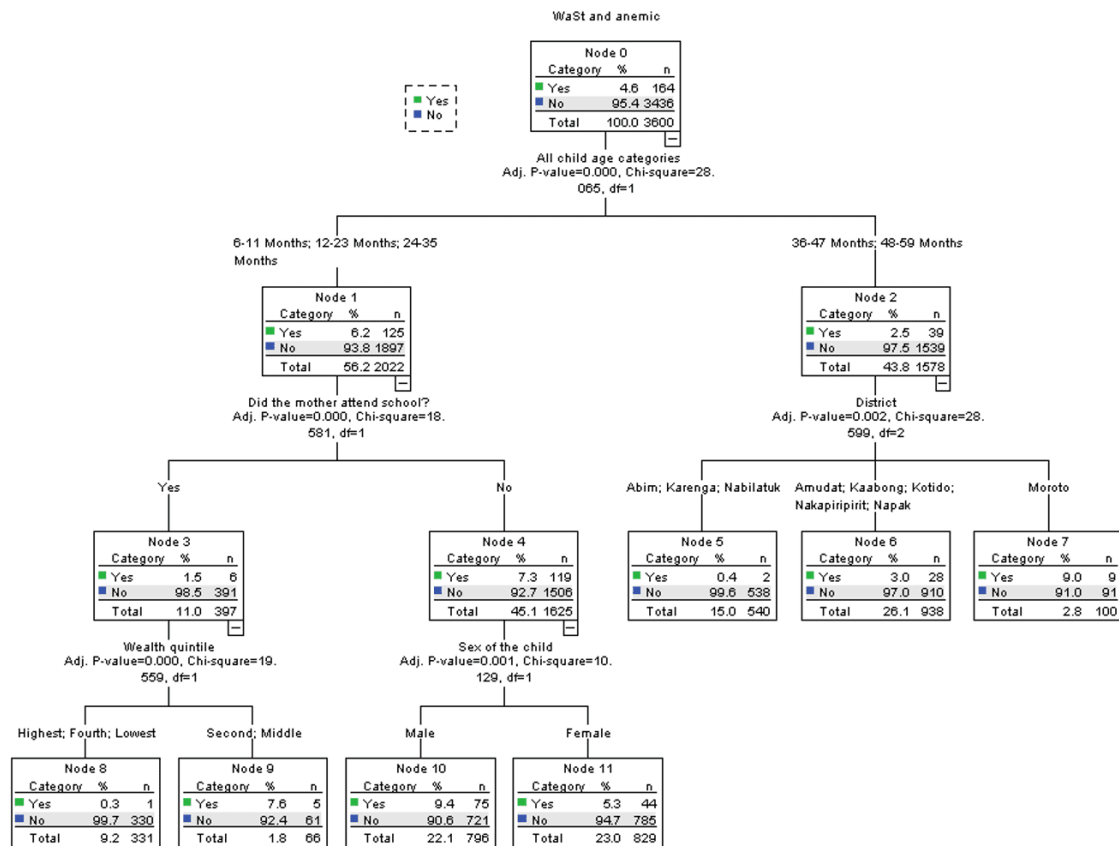 WaSt and anemic
Yes
No
Node 0
Category % n
Yes 4.6 164
No 95.4 3436
Total 100.0 3600
All child age categories
Adj. P-value=0.000, Chi-square=28.
065, df=1
6-11 Months; 12-23 Months; 24-35
Months
36-47 Months; 48-59 Months
Node 1
Category % n
Yes 6.2 125
No 93.8 1897
Total 56.2 2022
Node 2
Category % n
Yes 2.5 39
No 97.5 1539
Total 43.8 1578
Did the mother attend school?
Adj. P-value=0.000, Chi-square=18.
581, df=1
District
Adj. P-value=0.002, Chi-square=28.
599, df=2
Yes
No
Abim; Karenga; Nabilatuk
Amudat; Kaabong; Kotido;
Nakapiripirit; Napak
Moroto
Node 3
Category % n
Yes 1.5 6
No 98.5 391
Total 11.0 397
Node 4
Category % n
Yes 7.3 119
No 92.7 1506
Total 45.1 1625
Node 5
Category % n
Yes 0.4 2
No 99.6 538
Total 15.0 540
Node 6
Category % n
Yes 3.0 28
No 97.0 910
Total 26.1 938
Node 7
Category % n
Yes 9.0 9
No 91.0 91
Total 2.8 100
Wealth quintile
Adj. P-value=0.000, Chi-square=19.
559, df=1
Sex of the child
Adj. P-value=0.001, Chi-square=10.
129, df=1
Highest; Fourth; Lowest
Second; Middle
Male
Female
Node 8
Category % n
Yes 0.3 1
No 99.7 330
Total 9.2 331
Node 9
Category % n
Yes 7.6 5
No 92.4 61
Total 1.8 66
Node 10
Category % n
Yes 9.4 75
No 90.6 721
Total 22.1 796
Node 11
Category % n
Yes 5.3 44
No 94.7 785
Total 23.0 829